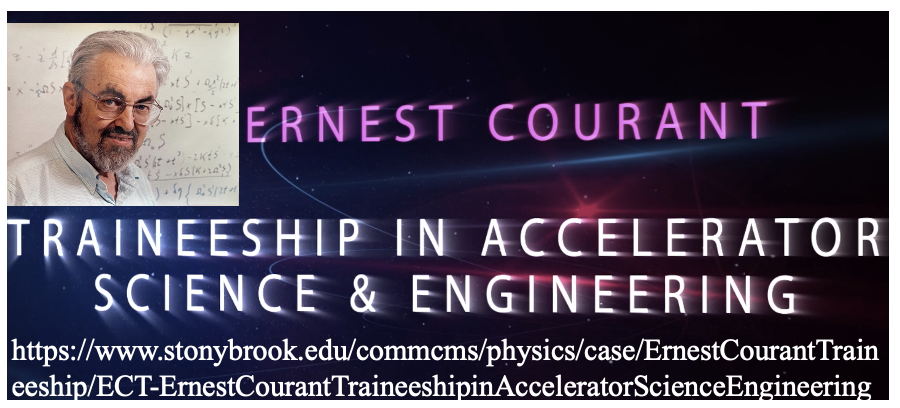 ERNEST COURANT
TRAINEESHIP IN ACCELERATOR
SCIENCE & ENGINEERING
https://www.stonybrook.edu/commcms/physics/case/ErnestCourantTrain
eeship/ECT-ErnestCourantTraineeshipinAcceleratorScienceEngineering